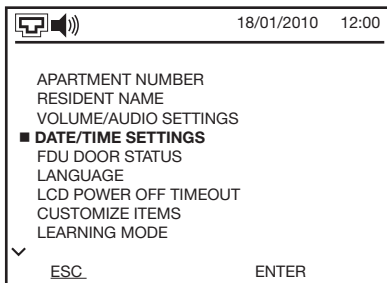 18/01/2010 12:00
APARTMENT NUMBER
RESIDENT NAME
VOLUME/AUDIO SETTINGS
DATE/TIME SETTINGS
FDU DOOR STATUS
LANGUAGE
LCD POWER OFF TIMEOUT
CUSTOMIZE ITEMS
LEARNING MODE
ESC ENTER